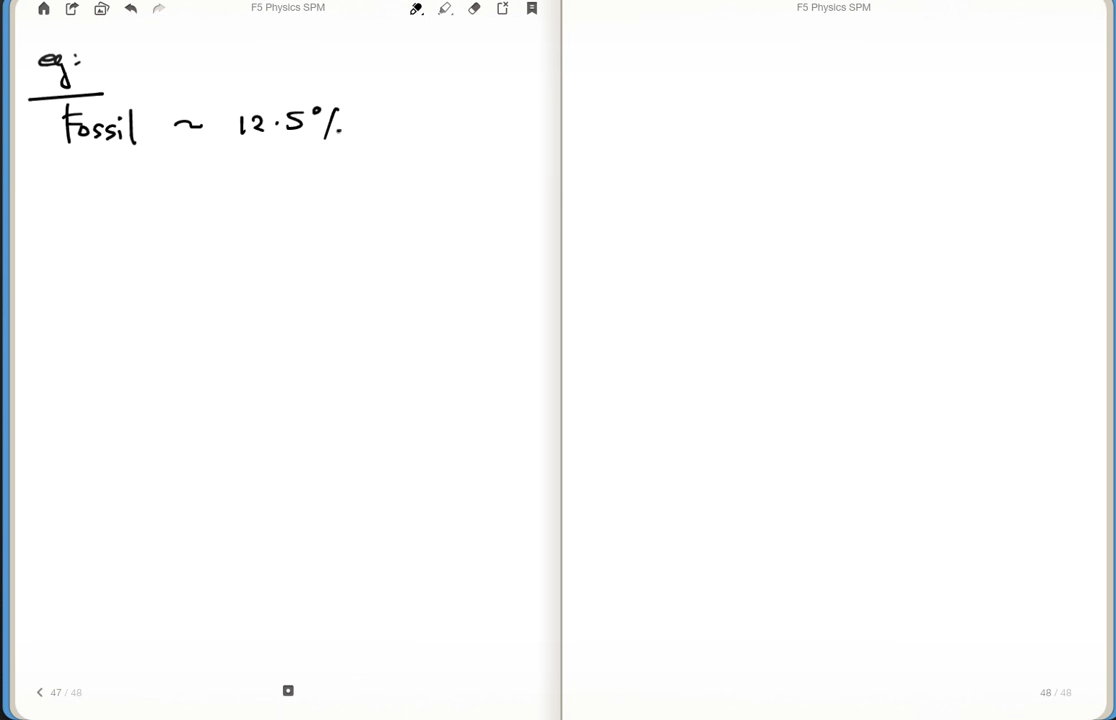 F5 Physics SPM
F5 Physics SPM
eg:
Fossil ~ 12.5%
47 / 48
48 / 48